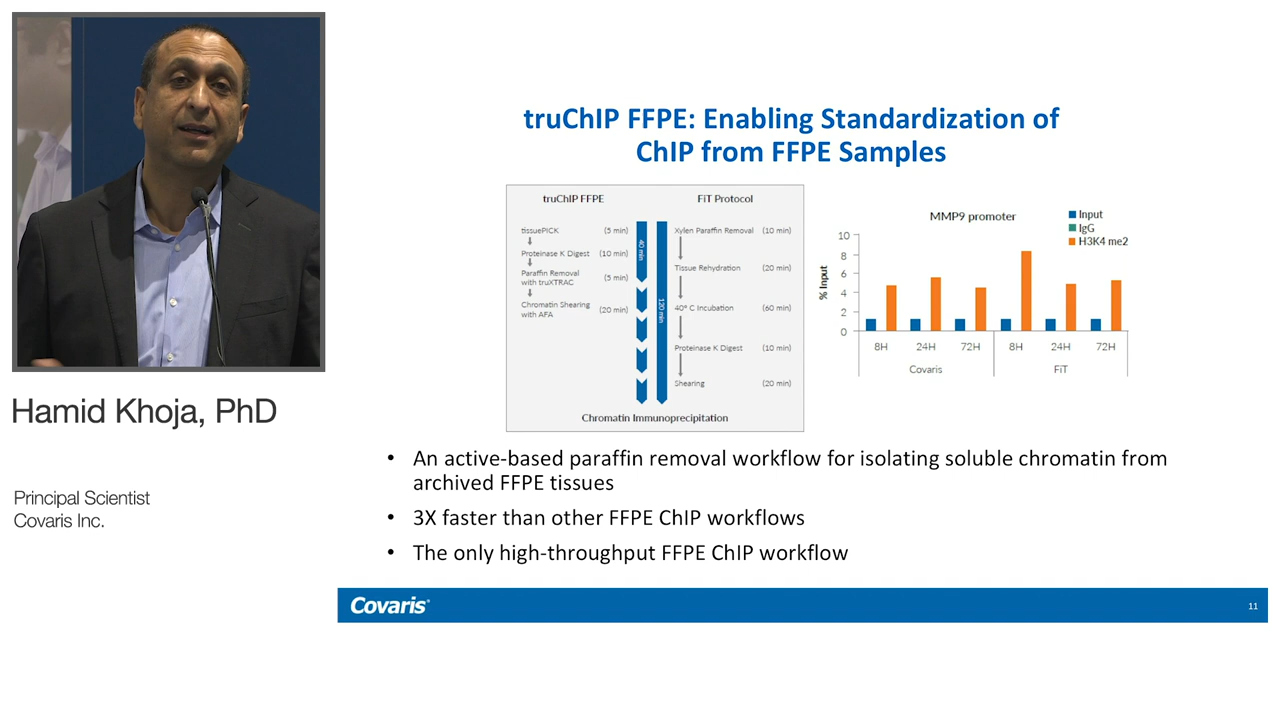 truChIP FFPE: Enabling Standardization of
ChIP from FFPE Samples
truChIP FFPE
FiT Protocol
tissuePICK (5 min)
Proteinase K Digest (10 min)
Paraffin Removal
with truXTRAC (5 min)
Chromatin Shearing
with AFA (20 min)
40 min
120 min
Xylen Paraffin Removal (10 min)
Tissue Rehydration (20 min)
40° C Incubation (60 min)
Proteinase K Digest (10 min)
Shearing (20 min)
Chromatin Immunoprecipitation
MMP9 promoter
Input
IgG
H3K4 me2
% Input
10
8
6
4
2
0
8H 24H 72H 8H 24H 72H
Covaris FiT
• An active-based paraffin removal workflow for isolating soluble chromatin from
archived FFPE tissues
• 3X faster than other FFPE ChIP workflows
• The only high-throughput FFPE ChIP workflow
Covaris®
11
Hamid Khoja, PhD
Principal Scientist
Covaris Inc.